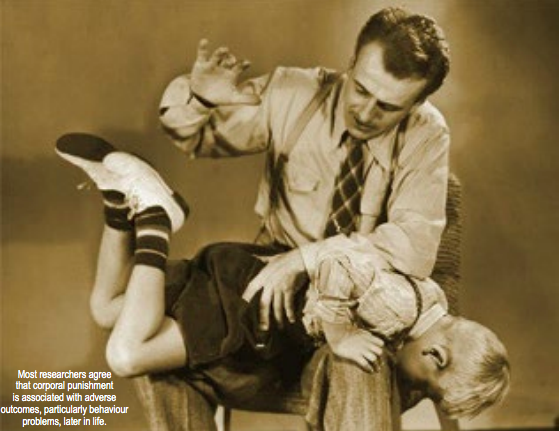 Most researchers agree
that corporal punishment
is associated with adverse
outcomes, particularly behaviour
problems, later in life.